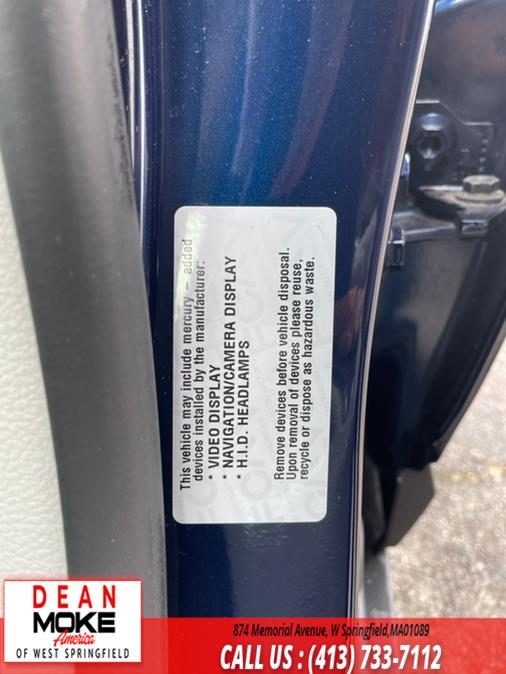 This vehicle may include mercury – added
devices installed by the manufacturer:
* VIDEO DISPLAY
* NAVIGATION/CAMERA DISPLAY
* H.I.D. HEADLAMPS
Remove devices before vehicle disposal.
Upon removal of devices please reuse,
recycle or dispose as hazardous waste.
DEAN
MOKE
America
OF WEST SPRINGFIELD
874 Memorial Avenue, W Springfield,MA01089
CALL US : (413) 733-7112